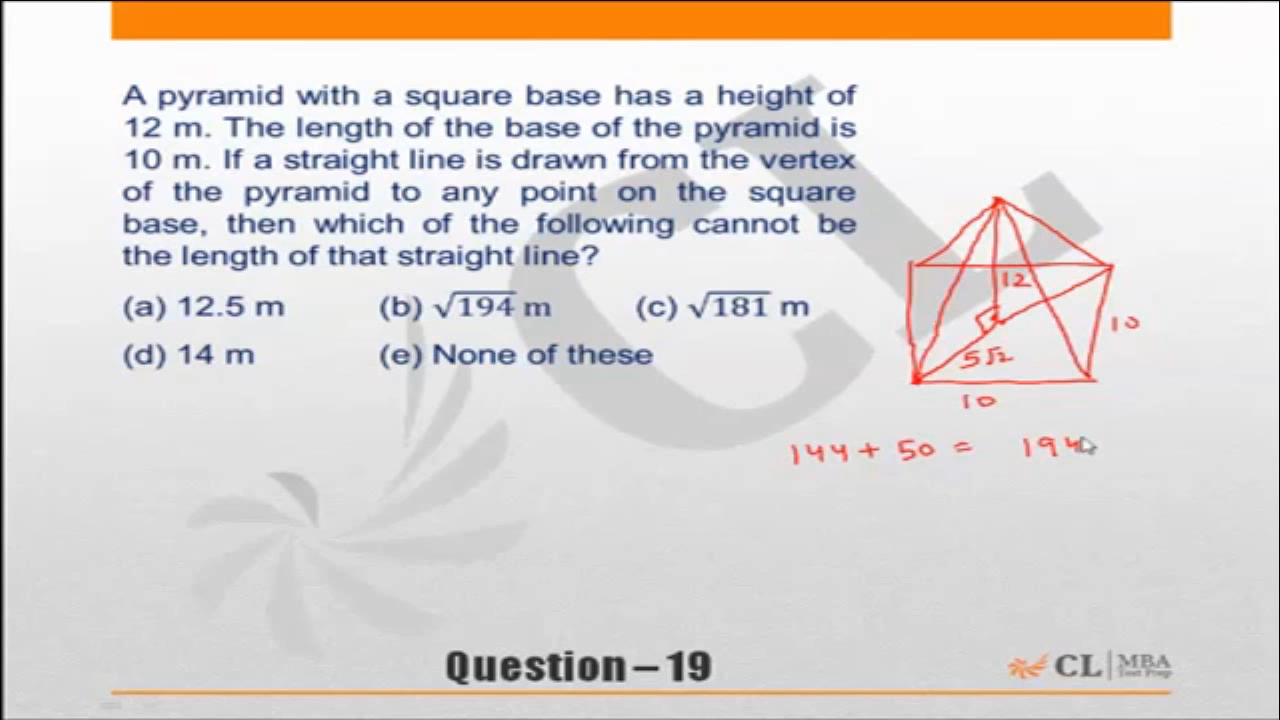 A pyramid with a square base has a height of
12 m. The length of the base of the pyramid is
10 m. If a straight line is drawn from the vertex
of the pyramid to any point on the square
base, then which of the following cannot be
the length of that straight line?
(a) 12.5 m (b) √194 m (c) √181 m
(d) 14 m (e) None of these
12
10
5√2
10
144 + 50 = 194
CL
Question – 19
CL MBA
Test Prep